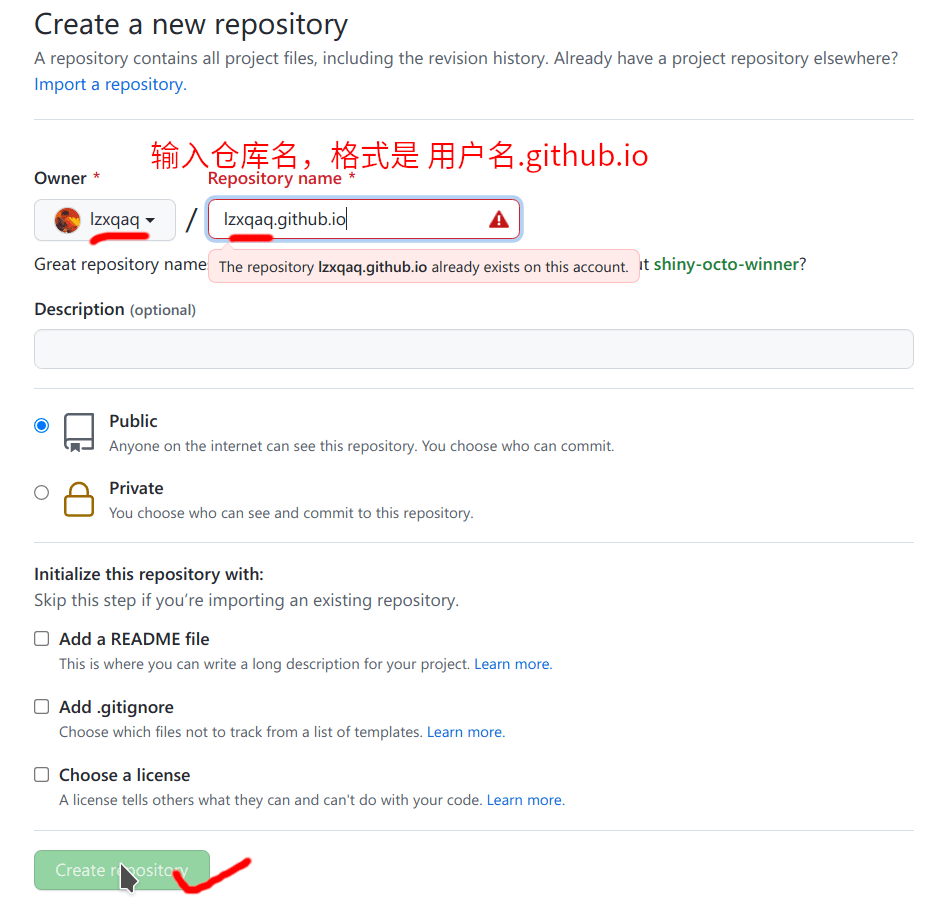 Create a new repository
A repository contains all project files, including the revision history. Already have a project repository elsewhere?
Import a repository.
输入仓库名，格式是 用户名.github.io
Owner * Repository name *
lzxqaq / lzxqaq.github.io
Great repository name
The repository lzxqaq.github.io already exists on this account.
shiny-octo-winner?
Description (optional)
Public
Anyone on the internet can see this repository. You choose who can commit.
Private
You choose who can see and commit to this repository.
Initialize this repository with:
Skip this step if you’re importing an existing repository.
Add a README file
This is where you can write a long description for your project. Learn more.
Add .gitignore
Choose which files not to track from a list of templates. Learn more.
Choose a license
A license tells others what they can and can't do with your code. Learn more.
Create repository